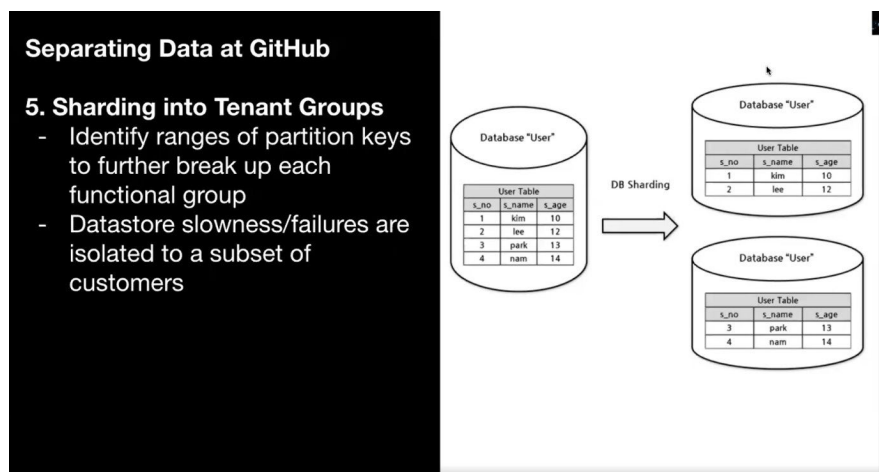 Separating Data at GitHub
5. Sharding into Tenant Groups
- Identify ranges of partition keys
to further break up each
functional group
- Datastore slowness/failures are
isolated to a subset of
customers
Database "User"
User Table
s_no s_name s_age
1 kim 10
2 lee 12
3 park 13
4 nam 14
DB Sharding
Database "User"
User Table
s_no s_name s_age
1 kim 10
2 lee 12
Database "User"
User Table
s_no s_name s_age
3 park 13
4 nam 14